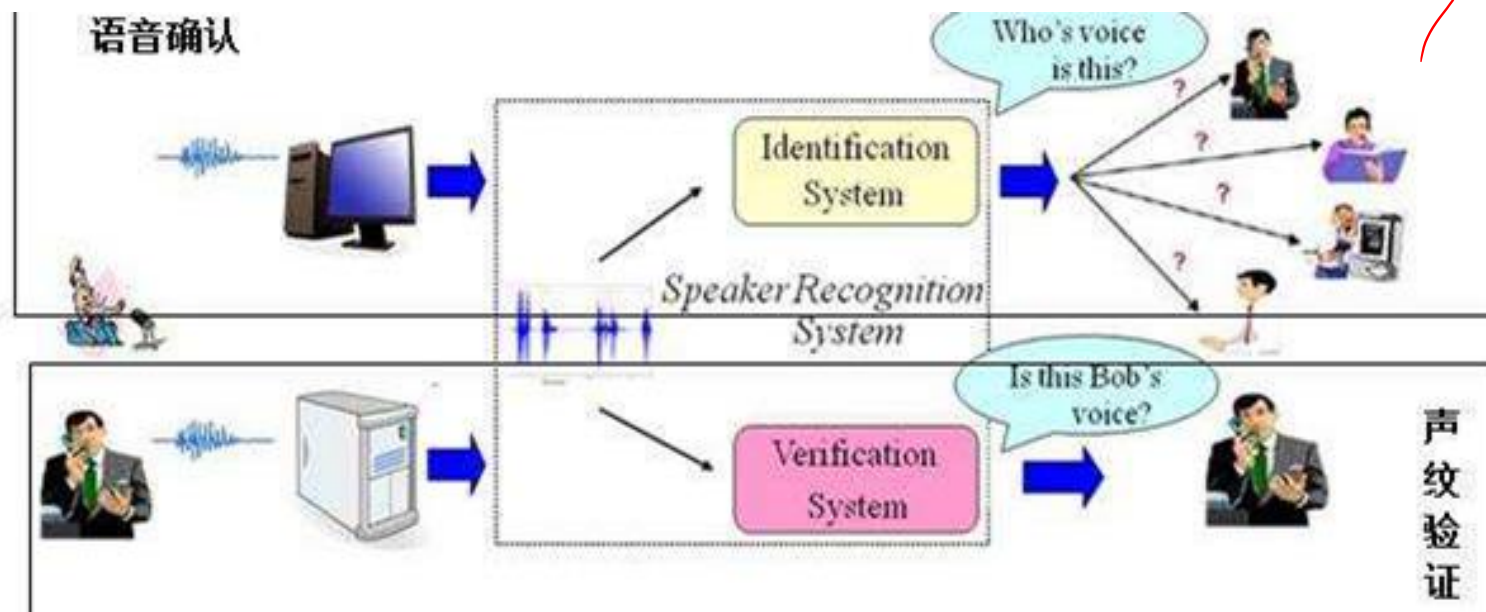 语音确认
Who's voice
is this?
?
?
?
?
Identification
System
Speaker Recognition
System
Is this Bob's
voice?
Verification
System
声
纹
验
证